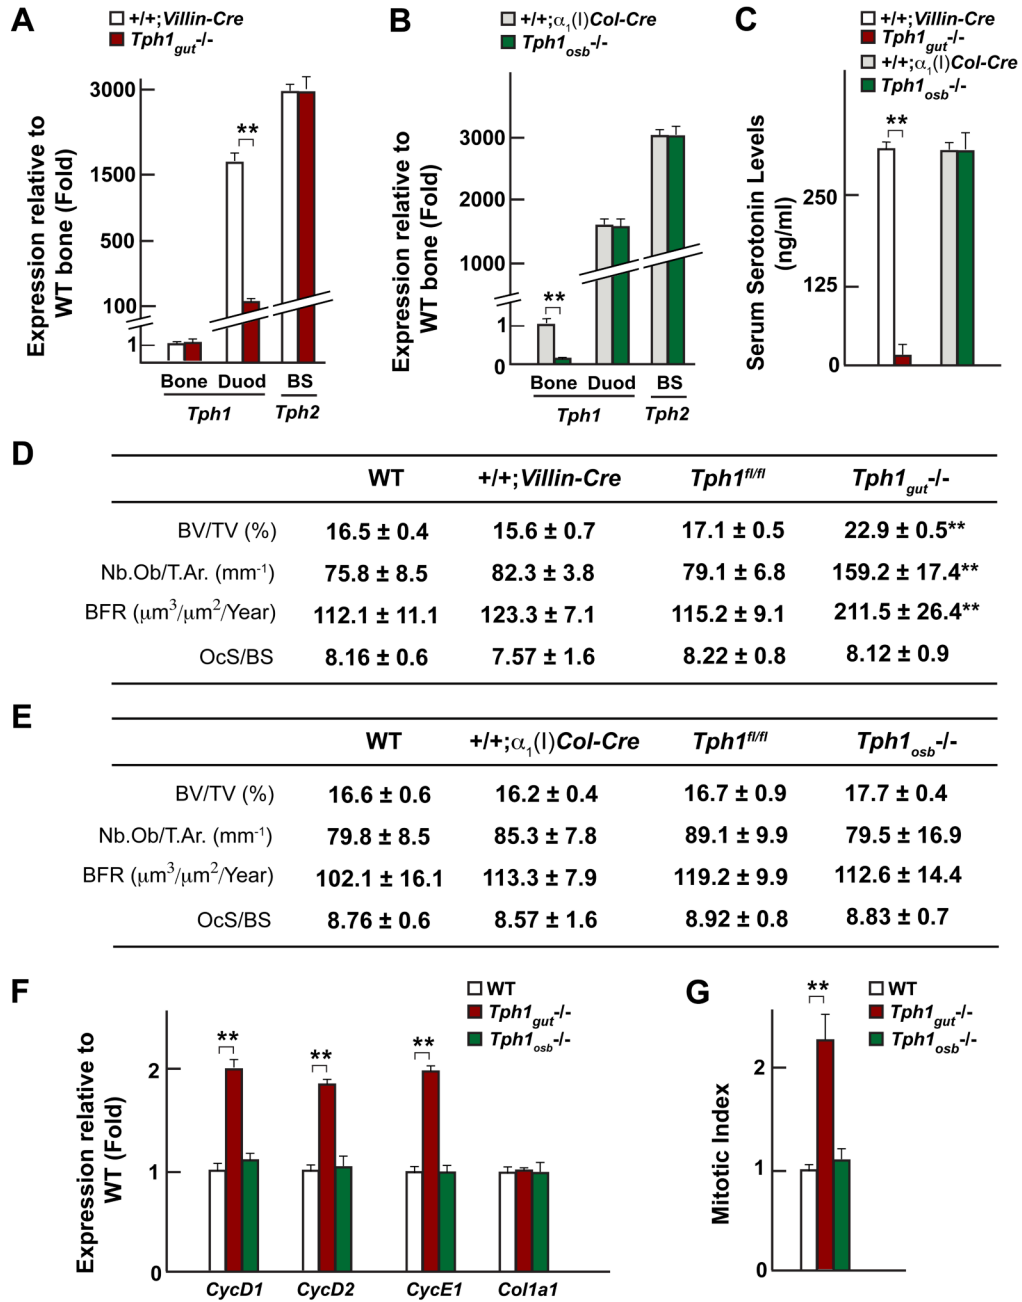 A
+/+;Villin-Cre
Tph1gut-/-
Expression relative to
WT bone (Fold)
3000
1500
500
100
1
**
Bone Duod BS
Tph1 Tph2
B
+/+;α1(I)Col-Cre
Tph1osb-/-
Expression relative to
WT bone (Fold)
3000
2000
1000
1
0
**
Bone Duod BS
Tph1 Tph2
C
+/+;Villin-Cre
Tph1gut-/-
+/+;α1(I)Col-Cre
Tph1osb-/-
Serum Serotonin Levels
(ng/ml)
250
125
0
**
D
WT +/+;Villin-Cre Tph1fl/fl Tph1gut-/-
BV/TV (%) 16.5 ± 0.4 15.6 ± 0.7 17.1 ± 0.5 22.9 ± 0.5**
Nb.Ob/T.Ar. (mm-1) 75.8 ± 8.5 82.3 ± 3.8 79.1 ± 6.8 159.2 ± 17.4**
BFR (μm3/μm2/Year) 112.1 ± 11.1 123.3 ± 7.1 115.2 ± 9.1 211.5 ± 26.4**
OcS/BS 8.16 ± 0.6 7.57 ± 1.6 8.22 ± 0.8 8.12 ± 0.9
E
WT +/+;α1(I)Col-Cre Tph1fl/fl Tph1osb-/-
BV/TV (%) 16.6 ± 0.6 16.2 ± 0.4 16.7 ± 0.9 17.7 ± 0.4
Nb.Ob/T.Ar. (mm-1) 79.8 ± 8.5 85.3 ± 7.8 89.1 ± 9.9 79.5 ± 16.9
BFR (μm3/μm2/Year) 102.1 ± 16.1 113.3 ± 7.9 119.2 ± 9.9 112.6 ± 14.4
OcS/BS 8.76 ± 0.6 8.57 ± 1.6 8.92 ± 0.8 8.83 ± 0.7
F
WT
Tph1gut-/-
Tph1osb-/-
Expression relative to
WT (Fold)
2
1
0
** ** **
CycD1 CycD2 CycE1 Col1a1
G
WT
Tph1gut-/-
Tph1osb-/-
Mitotic Index
2
1
0
**